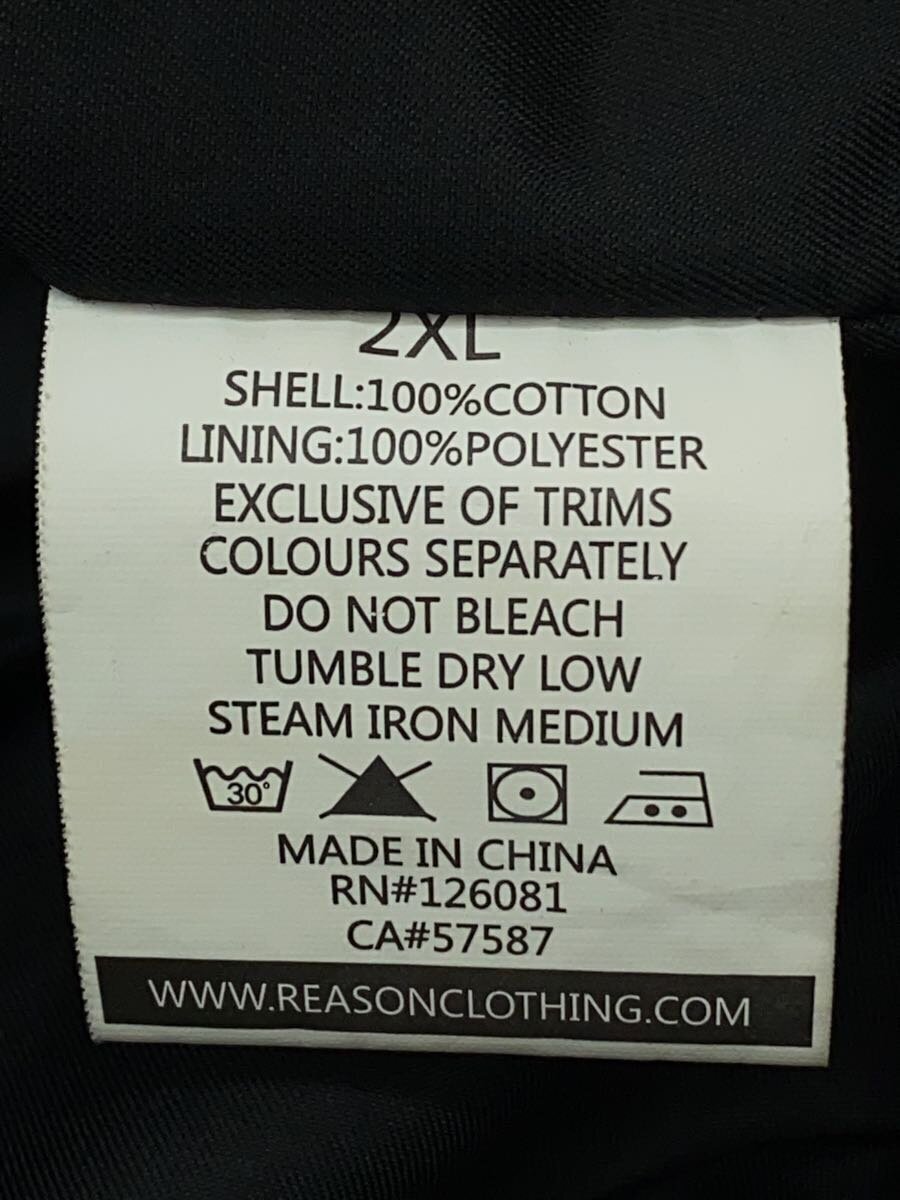 2XL
SHELL:100%COTTON
LINING:100%POLYESTER
EXCLUSIVE OF TRIMS
COLOURS SEPARATELY
DO NOT BLEACH
TUMBLE DRY LOW
STEAM IRON MEDIUM
30°
MADE IN CHINA
RN#126081
CA#57587
WWW.REASONCLOTHING.COM